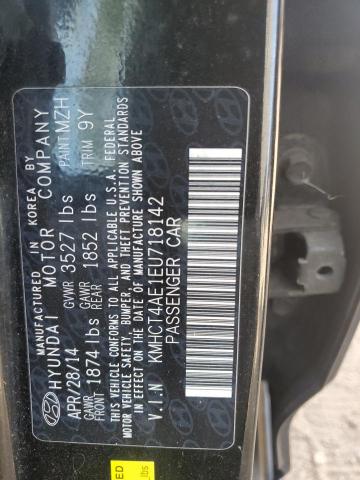 MANUFACTURED IN KOREA BY
HYUNDAI MOTOR COMPANY
APR/28/14 GVWR 3527 lbs PAINT MZH
GAWR FRONT 1874 lbs GAWR REAR 1852 lbs TRIM 9Y
THIS VEHICLE CONFORMS TO ALL APPLICABLE U.S.A. FEDERAL
MOTOR VEHICLE SAFETY, BUMPER, AND THEFT PREVENTION STANDARDS
IN EFFECT ON THE DATE OF MANUFACTURE SHOWN ABOVE
V.I.N KMHCT4AE1EU718142
PASSENGER CAR
lbs